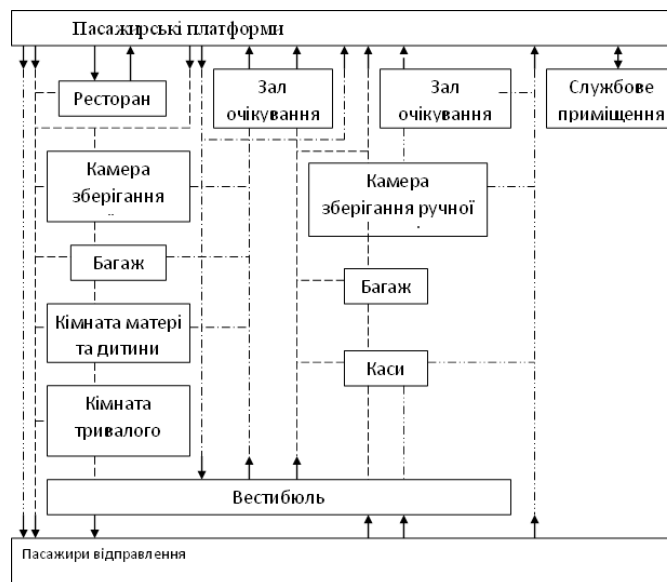 Пасажирські платформи
Ресторан
Зал
очікування
Зал
очікування
Службове
приміщення
Камера
зберігання
Камера
зберігання ручної
Багаж
Багаж
Кімната матері
та дитини
Каси
Кімната
тривалого
Вестибюль
Пасажири відправлення